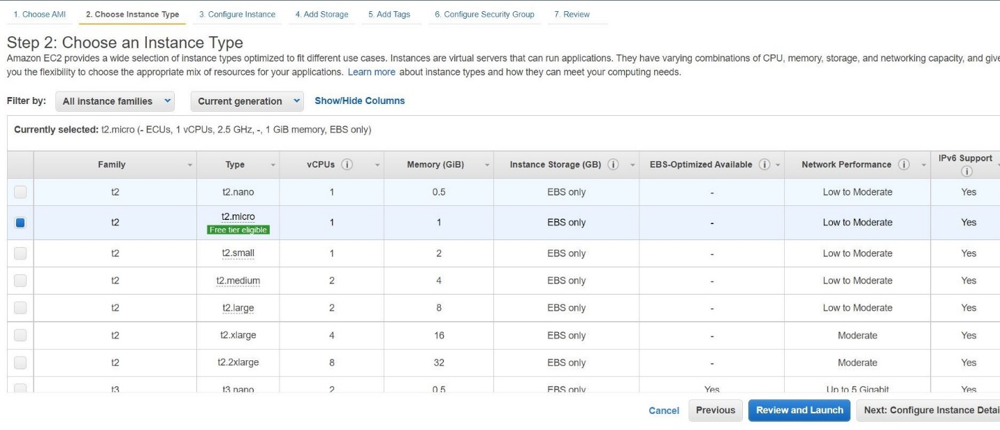 1. Choose AMI 2. Choose Instance Type 3. Configure Instance 4. Add Storage 5. Add Tags 6. Configure Security Group 7. Review
Step 2: Choose an Instance Type
Amazon EC2 provides a wide selection of instance types optimized to fit different use cases. Instances are virtual servers that can run applications. They have varying combinations of CPU, memory, storage, and networking capacity, and give
you the flexibility to choose the appropriate mix of resources for your applications. Learn more about instance types and how they can meet your computing needs.
Filter by: All instance families Current generation Show/Hide Columns
Currently selected: t2.micro (- ECUs, 1 vCPUs, 2.5 GHz, -, 1 GiB memory, EBS only)
Family Type vCPUs Memory (GiB) Instance Storage (GB) EBS-Optimized Available Network Performance IPv6 Support
t2 t2.nano 1 0.5 EBS only - Low to Moderate Yes
t2 t2.micro 1 1 EBS only - Low to Moderate Yes
Free tier eligible
t2 t2.small 1 2 EBS only - Low to Moderate Yes
t2 t2.medium 2 4 EBS only - Low to Moderate Yes
t2 t2.large 2 8 EBS only - Low to Moderate Yes
t2 t2.xlarge 4 16 EBS only - Moderate Yes
t2 t2.2xlarge 8 32 EBS only - Moderate Yes
t3 t3.nano 2 0.5 EBS only Yes Up to 5 Gigabit Yes
Cancel Previous Review and Launch Next: Configure Instance Detai